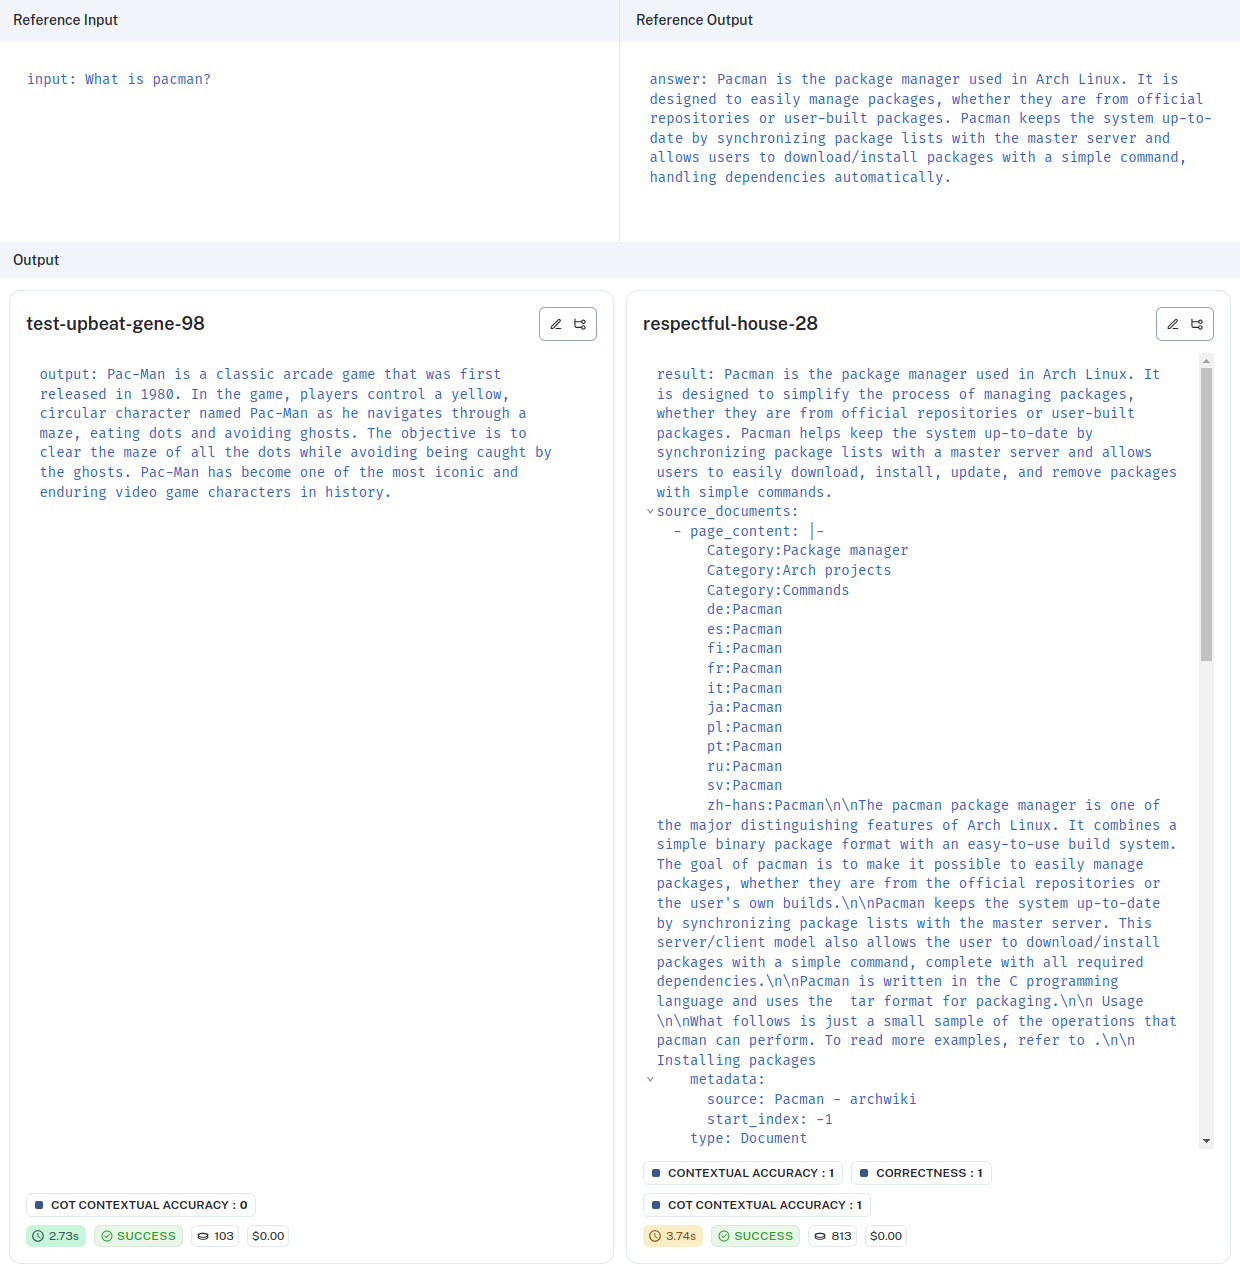 Reference Input
Reference Output
input: What is pacman?
answer: Pacman is the package manager used in Arch Linux. It is
designed to easily manage packages, whether they are from official
repositories or user-built packages. Pacman keeps the system up-to-
date by synchronizing package lists with the master server and
allows users to download/install packages with a simple command,
handling dependencies automatically.
Output
test-upbeat-gene-98
output: Pac-Man is a classic arcade game that was first
released in 1980. In the game, players control a yellow,
circular character named Pac-Man as he navigates through a
maze, eating dots and avoiding ghosts. The objective is to
clear the maze of all the dots while avoiding being caught by
the ghosts. Pac-Man has become one of the most iconic and
enduring video game characters in history.
COT CONTEXTUAL ACCURACY : 0
2.73s SUCCESS 103 $0.00
respectful-house-28
result: Pacman is the package manager used in Arch Linux. It
is designed to simplify the process of managing packages,
whether they are from official repositories or user-built
packages. Pacman helps keep the system up-to-date by
synchronizing package lists with a master server and allows
users to easily download, install, update, and remove packages
with simple commands.
source_documents:
- page_content: |-
Category:Package manager
Category:Arch projects
Category:Commands
de:Pacman
es:Pacman
fi:Pacman
fr:Pacman
it:Pacman
ja:Pacman
pl:Pacman
pt:Pacman
ru:Pacman
sv:Pacman
zh-hans:Pacman\n\nThe pacman package manager is one of
the major distinguishing features of Arch Linux. It combines a
simple binary package format with an easy-to-use build system.
The goal of pacman is to make it possible to easily manage
packages, whether they are from the official repositories or
the user's own builds.\n\nPacman keeps the system up-to-date
by synchronizing package lists with the master server. This
server/client model also allows the user to download/install
packages with a simple command, complete with all required
dependencies.\n\nPacman is written in the C programming
language and uses the  tar format for packaging.\n\n Usage
\n\nWhat follows is just a small sample of the operations that
pacman can perform. To read more examples, refer to .\n\n
Installing packages
metadata:
source: Pacman - archwiki
start_index: -1
type: Document
CONTEXTUAL ACCURACY : 1 CORRECTNESS : 1
COT CONTEXTUAL ACCURACY : 1
3.74s SUCCESS 813 $0.00